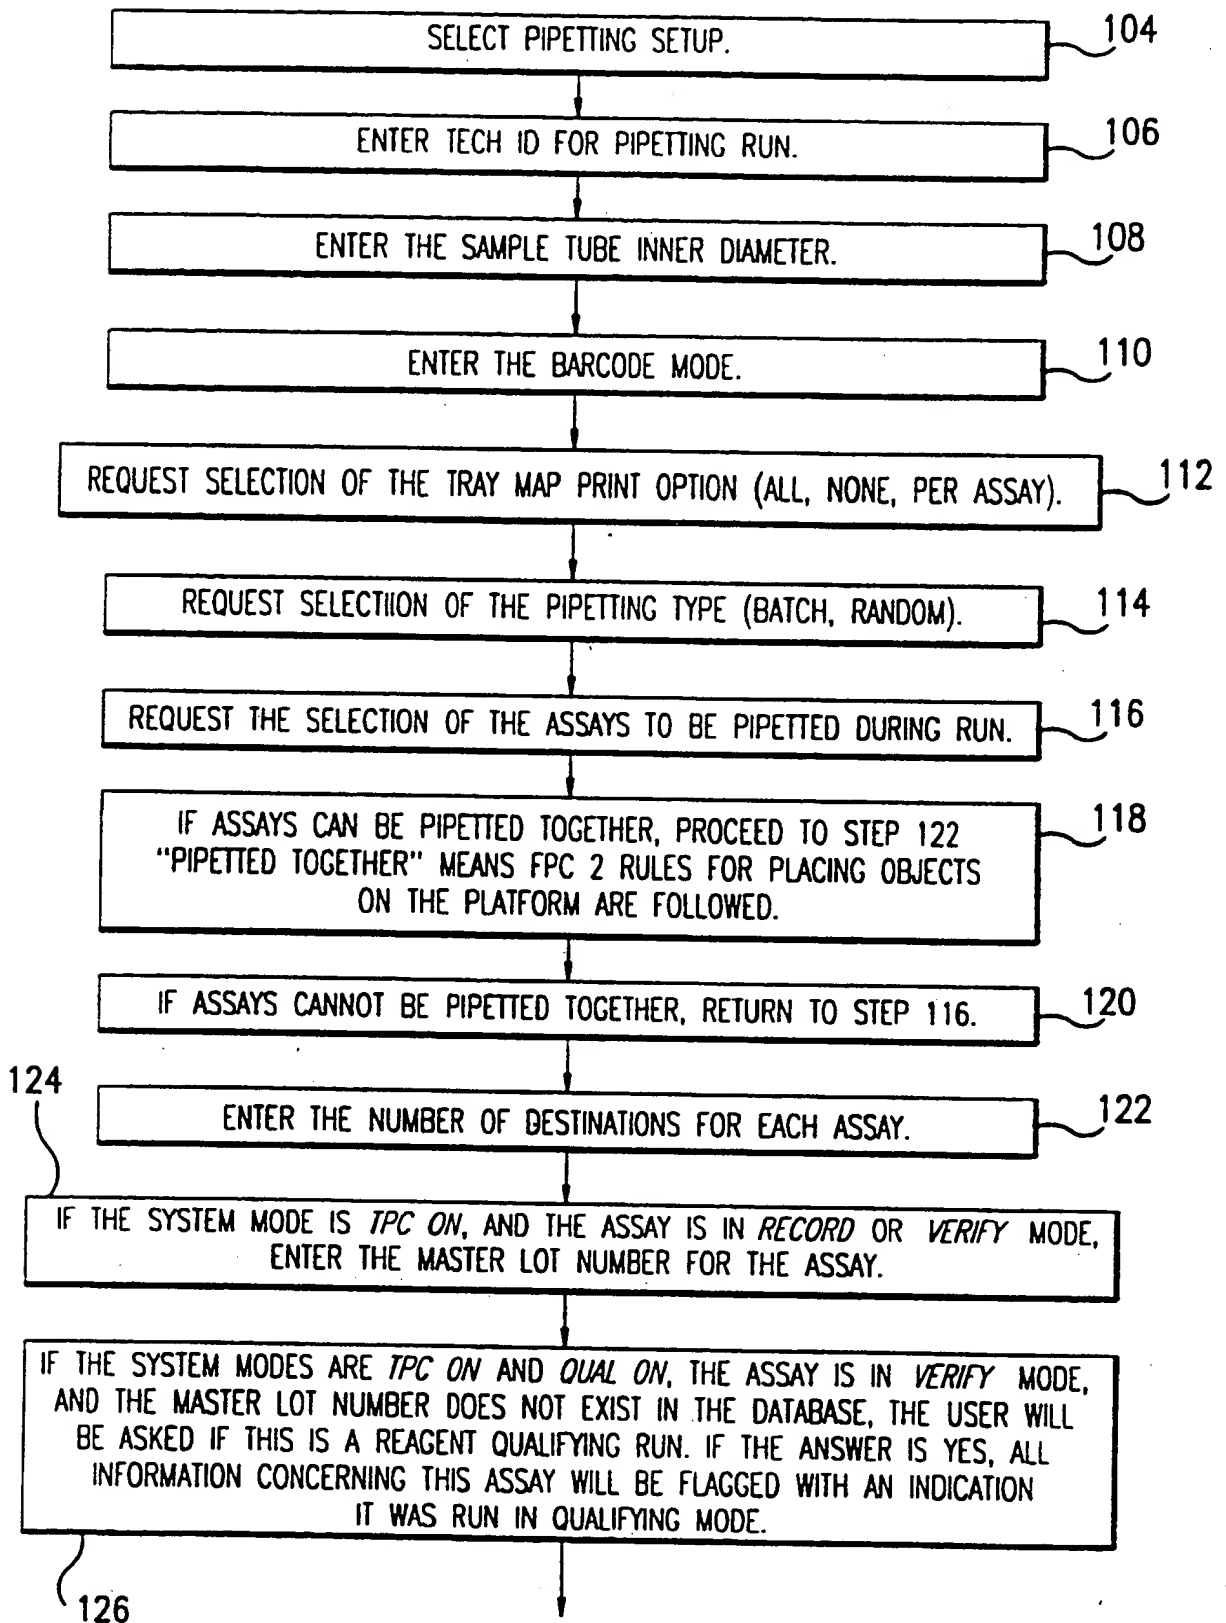 SELECT PIPETTING SETUP.
104
ENTER TECH ID FOR PIPETTING RUN.
106
ENTER THE SAMPLE TUBE INNER DIAMETER.
108
ENTER THE BARCODE MODE.
110
REQUEST SELECTION OF THE TRAY MAP PRINT OPTION (ALL, NONE, PER ASSAY).
112
REQUEST SELECTIION OF THE PIPETTING TYPE (BATCH, RANDOM).
114
REQUEST THE SELECTION OF THE ASSAYS TO BE PIPETTED DURING RUN.
116
IF ASSAYS CAN BE PIPETTED TOGETHER, PROCEED TO STEP 122
"PIPETTED TOGETHER" MEANS FPC 2 RULES FOR PLACING OBJECTS
ON THE PLATFORM ARE FOLLOWED.
118
IF ASSAYS CANNOT BE PIPETTED TOGETHER, RETURN TO STEP 116.
120
ENTER THE NUMBER OF DESTINATIONS FOR EACH ASSAY.
122
124
IF THE SYSTEM MODE IS TPC ON, AND THE ASSAY IS IN RECORD OR VERIFY MODE,
ENTER THE MASTER LOT NUMBER FOR THE ASSAY.
IF THE SYSTEM MODES ARE TPC ON AND QUAL ON, THE ASSAY IS IN VERIFY MODE,
AND THE MASTER LOT NUMBER DOES NOT EXIST IN THE DATABASE, THE USER WILL
BE ASKED IF THIS IS A REAGENT QUALIFYING RUN. IF THE ANSWER IS YES, ALL
INFORMATION CONCERNING THIS ASSAY WILL BE FLAGGED WITH AN INDICATION
IT WAS RUN IN QUALIFYING MODE.
126